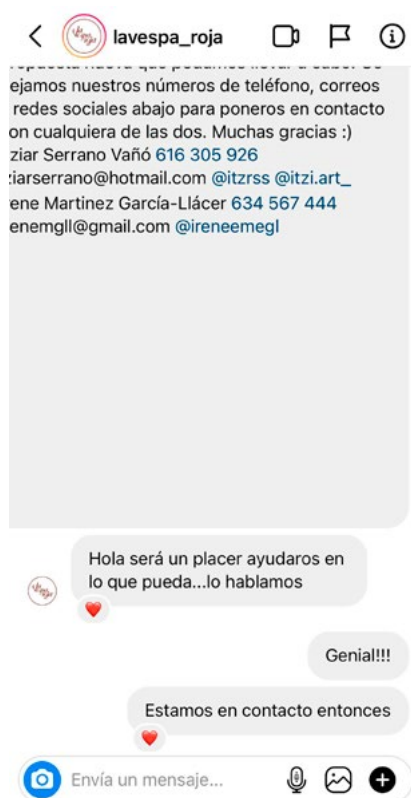 lavespa_roja
ejamos nuestros números de teléfono, correos
redes sociales abajo para poneros en contacto
on cualquiera de las dos. Muchas gracias :)
ziar Serrano Vañó 616 305 926
ziarserrano@hotmail.com @itzrss @itzi.art_
ene Martinez García-Llácer 634 567 444
enemgll@gmail.com @ireneemegl
Hola será un placer ayudaros en
lo que pueda...lo hablamos
Genial!!!
Estamos en contacto entonces
Envía un mensaje...